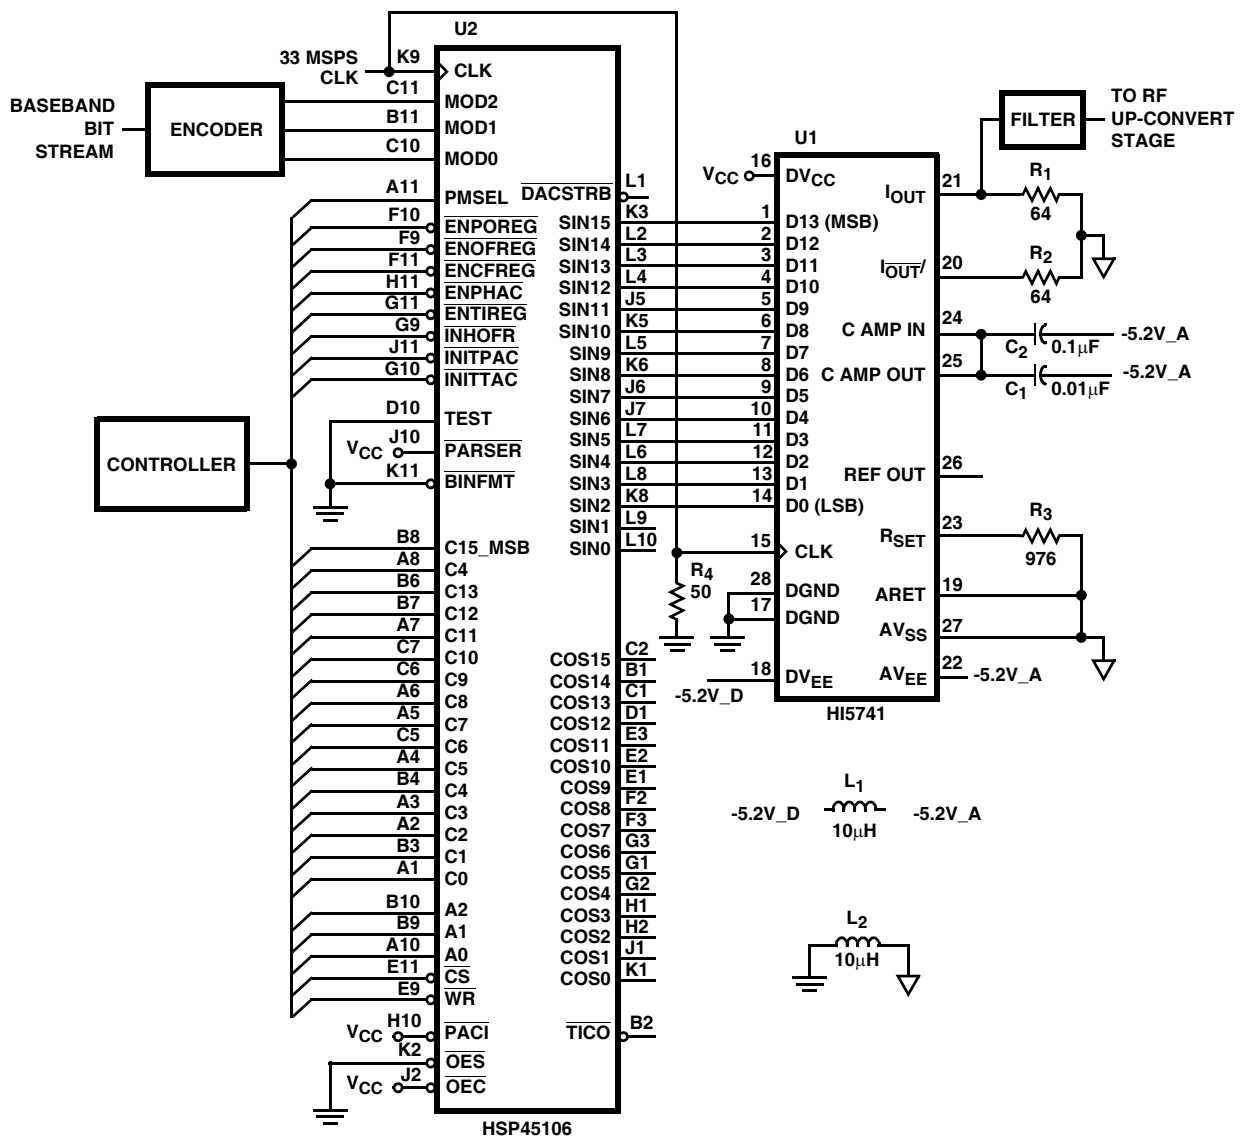 U2
33 MSPS
CLK
K9
CLK
BASEBAND
BIT
STREAM
ENCODER
C11
MOD2
B11
MOD1
C10
MOD0
A11
PMSEL
F10
ENPOREG
F9
ENOFREG
F11
ENCFREG
H11
ENPHAC
G11
ENTIREG
G9
INHOFR
J11
INITPAC
G10
INITTAC
D10
TEST
VCC
J10
PARSER
K11
BINFMT
CONTROLLER
B8
C15_MSB
A8
C4
B6
C13
B7
C12
A7
C11
C7
C10
C6
C9
A6
C8
A5
C7
C5
C6
A4
C5
B4
C4
A3
C3
A2
C2
B3
C1
A1
C0
B10
A2
B9
A1
A10
A0
E11
CS
E9
WR
VCC
H10
PACI
K2
OES
VCC
J2
OEC
HSP45106
DACSTRB
L1
SIN15
K3
SIN14
L2
SIN13
L3
SIN12
L4
SIN11
J5
SIN10
K5
SIN9
L5
SIN8
K6
SIN7
J6
SIN6
J7
SIN5
L7
SIN4
L6
SIN3
L8
SIN2
K8
SIN1
L9
SIN0
L10
COS15
C2
COS14
B1
COS13
C1
COS12
D1
COS11
E3
COS10
E2
COS9
E1
COS8
F2
COS7
F3
COS6
G3
COS5
G1
COS4
G2
COS3
H1
COS2
H2
COS1
J1
COS0
K1
TICO
B2
R4
50
U1
VCC
16
DVCC
1
D13 (MSB)
2
D12
3
D11
4
D10
5
D9
6
D8
7
D7
8
D6
9
D5
10
D4
11
D3
12
D2
13
D1
14
D0 (LSB)
15
CLK
28
DGND
17
DGND
18
DVEE
-5.2V_D
HI5741
IOUT
21
IOUT/
20
C AMP IN
24
C AMP OUT
25
REF OUT
26
RSET
23
ARET
19
AVSS
27
AVEE
22
-5.2V_A
FILTER
TO RF
UP-CONVERT
STAGE
R1
64
R2
64
C2
0.1μF
-5.2V_A
C1
0.01μF
-5.2V_A
R3
976
L1
-5.2V_D
10μH
-5.2V_A
L2
10μH